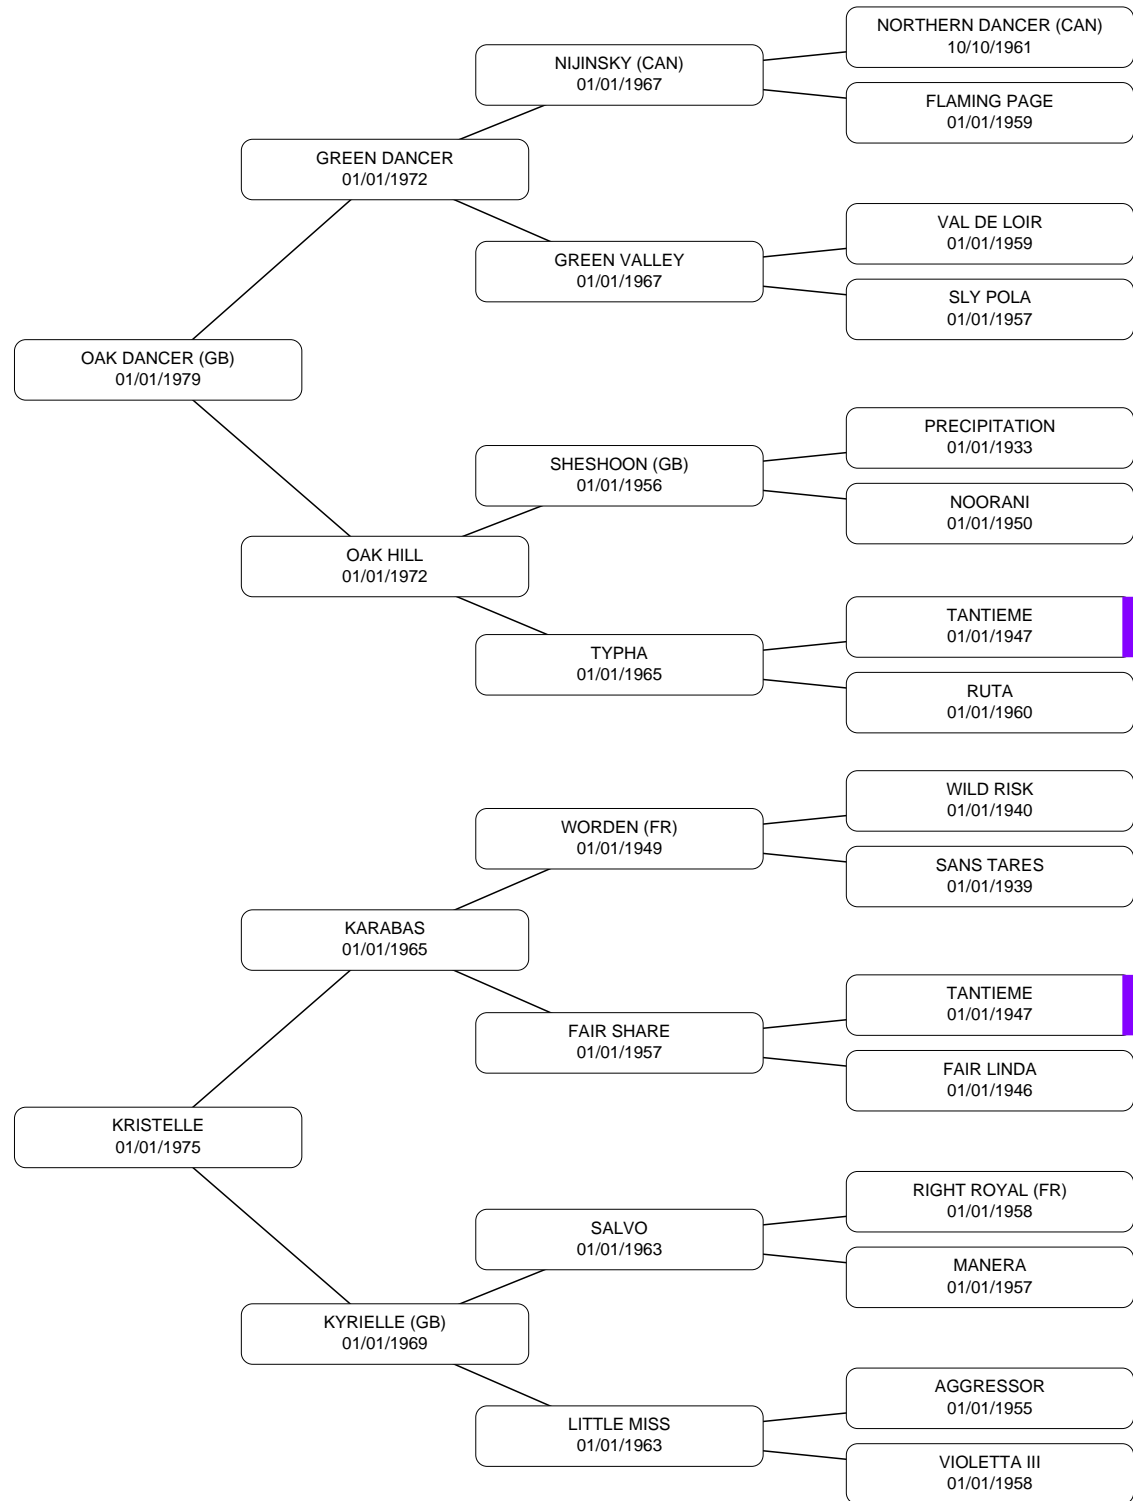 NORTHERN DANCER (CAN)
10/10/1961
NIJINSKY (CAN)
01/01/1967
FLAMING PAGE
01/01/1959
GREEN DANCER
01/01/1972
VAL DE LOIR
01/01/1959
GREEN VALLEY
01/01/1967
SLY POLA
01/01/1957
OAK DANCER (GB)
01/01/1979
PRECIPITATION
01/01/1933
SHESHOON (GB)
01/01/1956
NOORANI
01/01/1950
OAK HILL
01/01/1972
TANTIEME
01/01/1947
TYPHA
01/01/1965
RUTA
01/01/1960
WILD RISK
01/01/1940
WORDEN (FR)
01/01/1949
SANS TARES
01/01/1939
KARABAS
01/01/1965
TANTIEME
01/01/1947
FAIR SHARE
01/01/1957
FAIR LINDA
01/01/1946
KRISTELLE
01/01/1975
RIGHT ROYAL (FR)
01/01/1958
SALVO
01/01/1963
MANERA
01/01/1957
KYRIELLE (GB)
01/01/1969
AGGRESSOR
01/01/1955
LITTLE MISS
01/01/1963
VIOLETTA III
01/01/1958